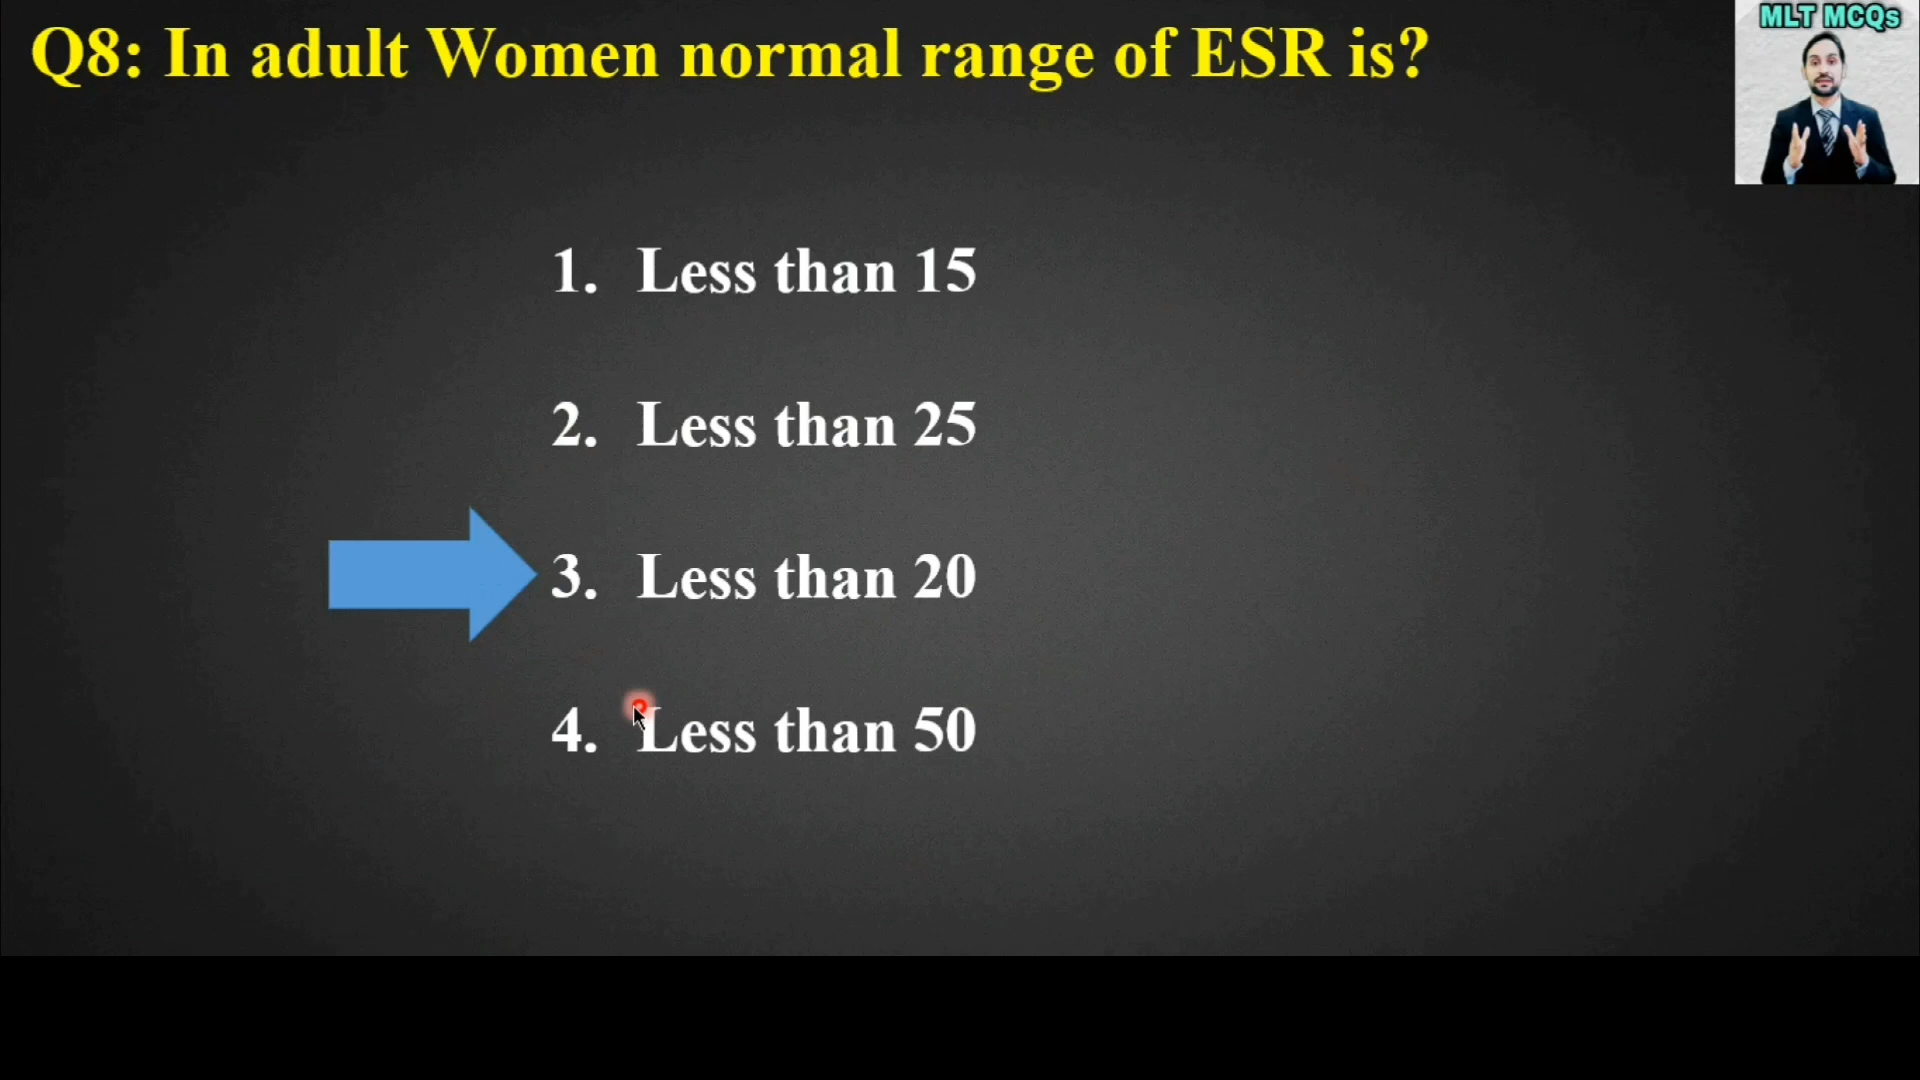 Q8: In adult Women normal range of ESR is?
MLT MCQs
1. Less than 15
2. Less than 25
3. Less than 20
4. Less than 50